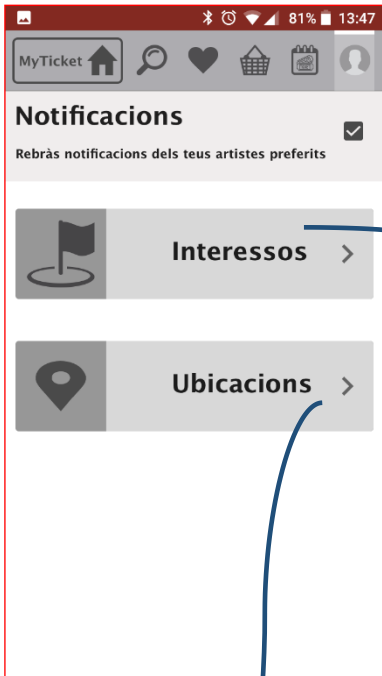 81% 13:47
MyTicket
Notificacions
Rebràs notificacions dels teus artistes preferits
Interessos
Ubicacions